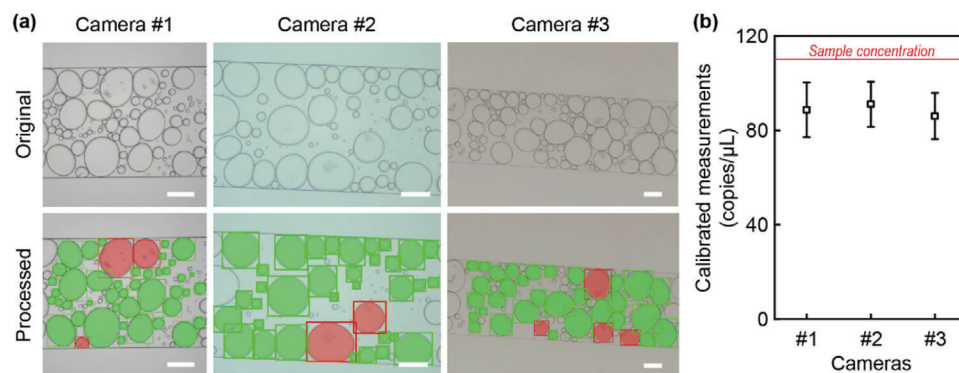 (a)
Camera #1
Camera #2
Camera #3
Original
Processed
(b)
120
80
40
0
Calibrated measurements
(copies/µL)
Sample concentration
#1
#2
#3
Cameras